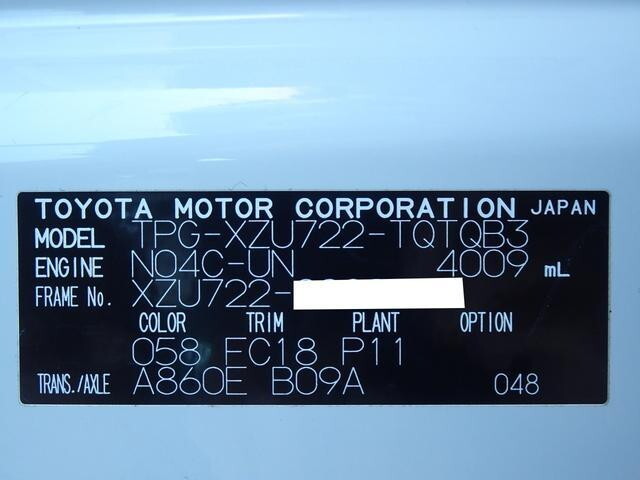 TOYOTA MOTOR CORPORATION JAPAN
MODEL TPG-XZU722-TQTQB3
ENGINE N04C-UN 4009 mL
FRAME No. XZU722-
COLOR TRIM PLANT OPTION
058 FC18 P11
TRANS./AXLE A860E B09A 048